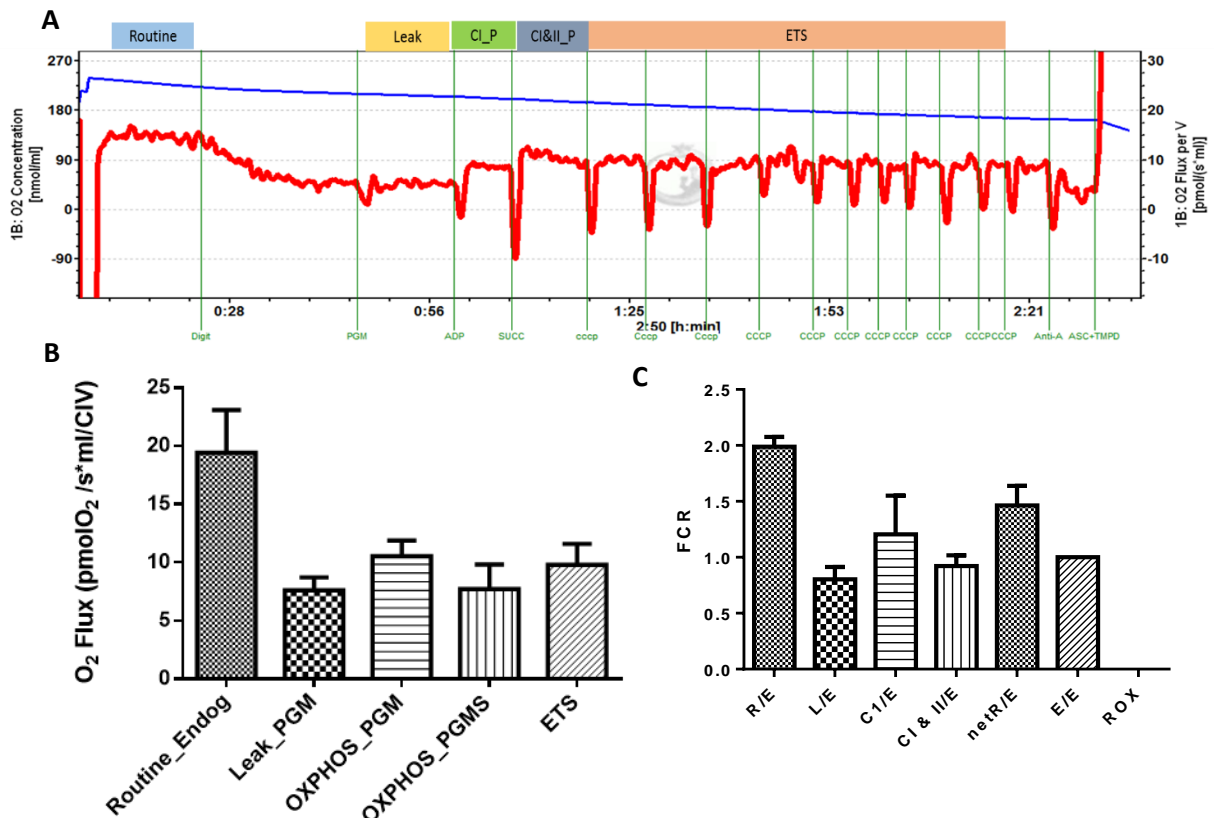 A
Routine
Leak
CI_P
CI&II_P
ETS
270
180
90
0
-90
30
20
10
0
-10
1B: O2 Concentration
[nmol/ml]
1B: O2 Flux per V
[pmol/(s*ml)]
0:28
0:56
1:25
1:53
2:21
2:50 [h:min]
Digit
PGM
ADP
SUCC
cccp
Cccp
Cccp
CCCP
CCCP
CCCP
CCCP
CCCP
CCCP
CCCP
CCCP
Anti-A
ASC+TMPD
B
O2 Flux (pmolO2 /s*ml/CIV)
25
20
15
10
5
0
Routine_Endog
Leak_PGM
OXPHOS_PGM
OXPHOS_PGMS
ETS
C
FCR
2.5
2.0
1.5
1.0
0.5
0.0
R/E
L/E
C1/E
CI & II/E
netR/E
E/E
ROX